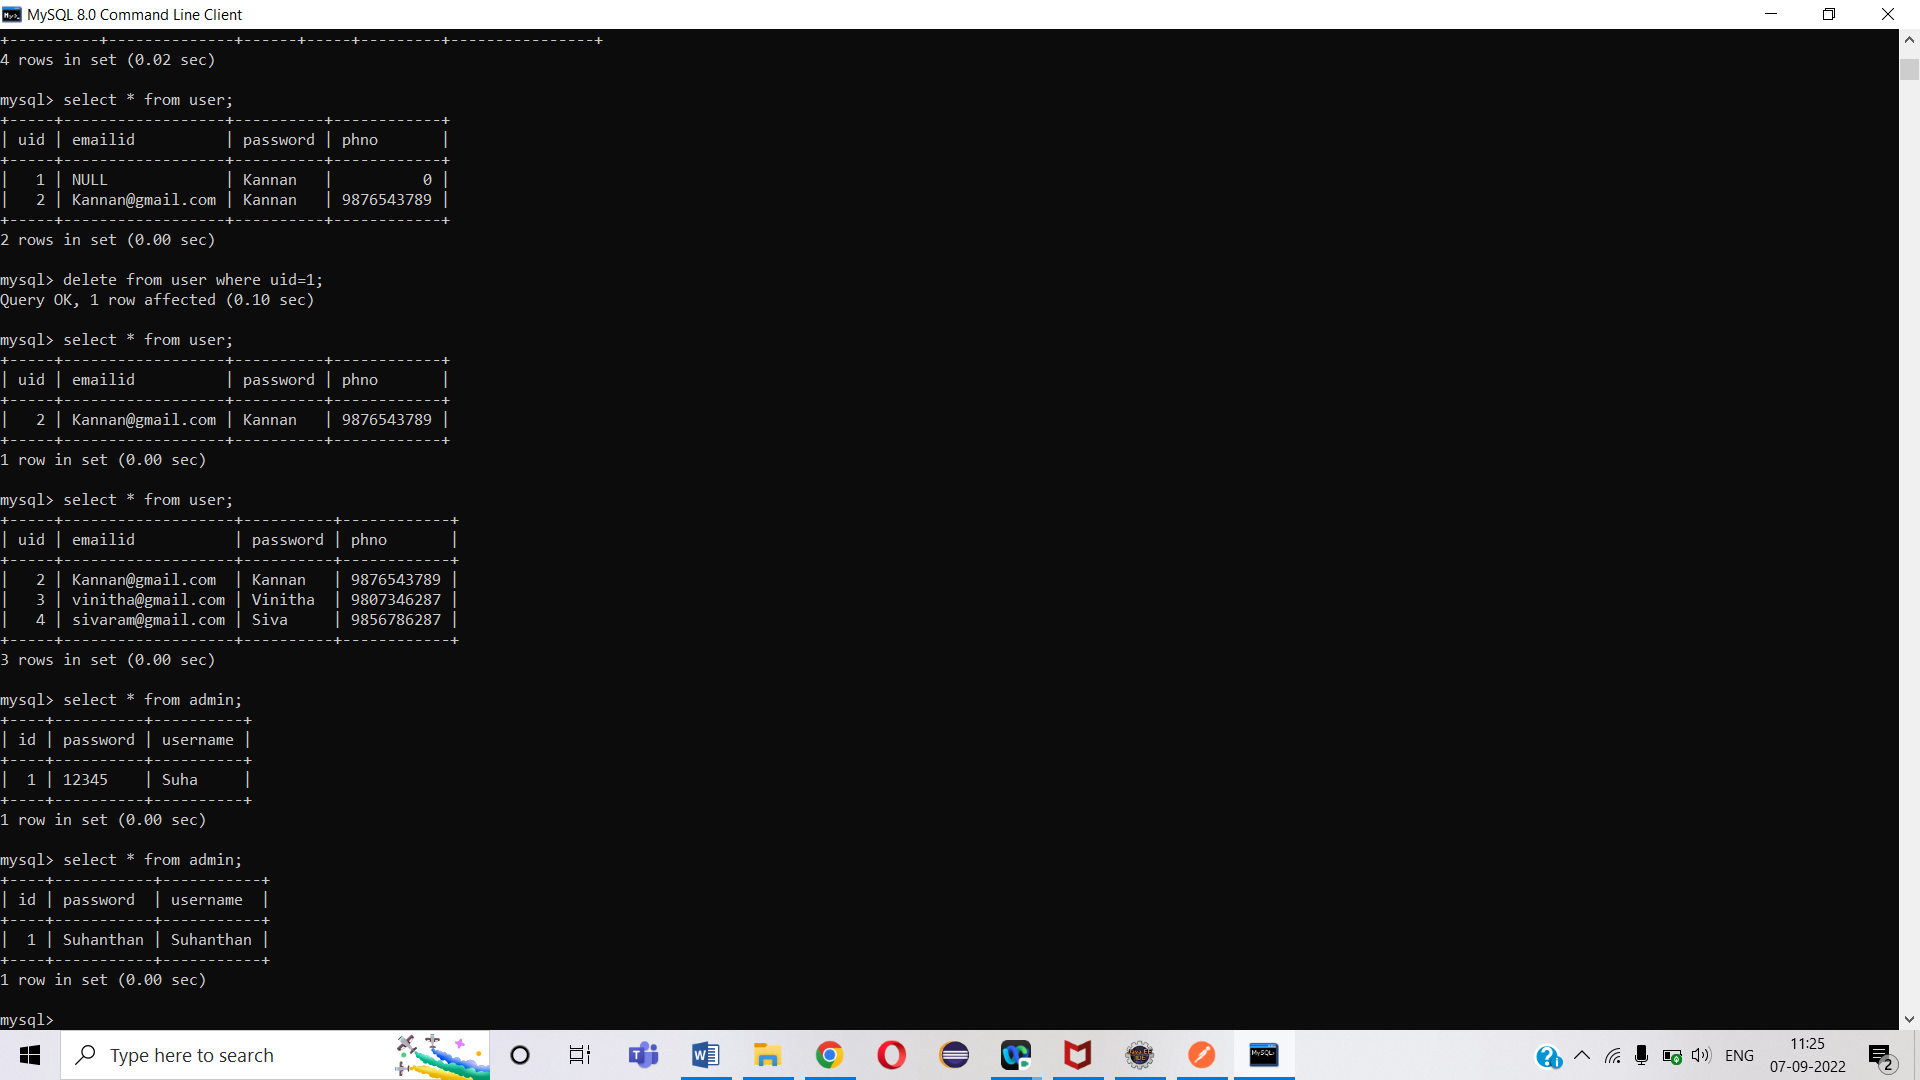 MySQL 8.0 Command Line Client
+----------+--------------+------+-----+---------+----------------+
4 rows in set (0.02 sec)
mysql> select * from user;
+-----+------------------+----------+------------+
| uid | emailid          | password | phno       |
+-----+------------------+----------+------------+
|   1 | NULL             | Kannan   |          0 |
|   2 | Kannan@gmail.com | Kannan   | 9876543789 |
+-----+------------------+----------+------------+
2 rows in set (0.00 sec)
mysql> delete from user where uid=1;
Query OK, 1 row affected (0.10 sec)
mysql> select * from user;
+-----+------------------+----------+------------+
| uid | emailid          | password | phno       |
+-----+------------------+----------+------------+
|   2 | Kannan@gmail.com | Kannan   | 9876543789 |
+-----+------------------+----------+------------+
1 row in set (0.00 sec)
mysql> select * from user;
+-----+-------------------+----------+------------+
| uid | emailid           | password | phno       |
+-----+-------------------+----------+------------+
|   2 | Kannan@gmail.com  | Kannan   | 9876543789 |
|   3 | vinitha@gmail.com | Vinitha  | 9807346287 |
|   4 | sivaram@gmail.com | Siva     | 9856786287 |
+-----+-------------------+----------+------------+
3 rows in set (0.00 sec)
mysql> select * from admin;
+----+----------+----------+
| id | password | username |
+----+----------+----------+
|  1 | 12345    | Suha     |
+----+----------+----------+
1 row in set (0.00 sec)
mysql> select * from admin;
+----+-----------+-----------+
| id | password  | username  |
+----+-----------+-----------+
|  1 | Suhanthan | Suhanthan |
+----+-----------+-----------+
1 row in set (0.00 sec)
mysql>
Type here to search
ENG
11:25
07-09-2022
2